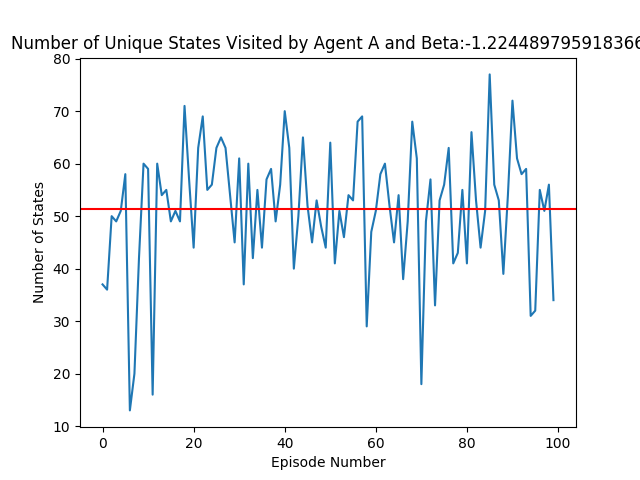 Number of Unique States Visited by Agent A and Beta:-1.224489795918366
80
70
60
50
40
30
20
10
Number of States
0 20 40 60 80 100
Episode Number